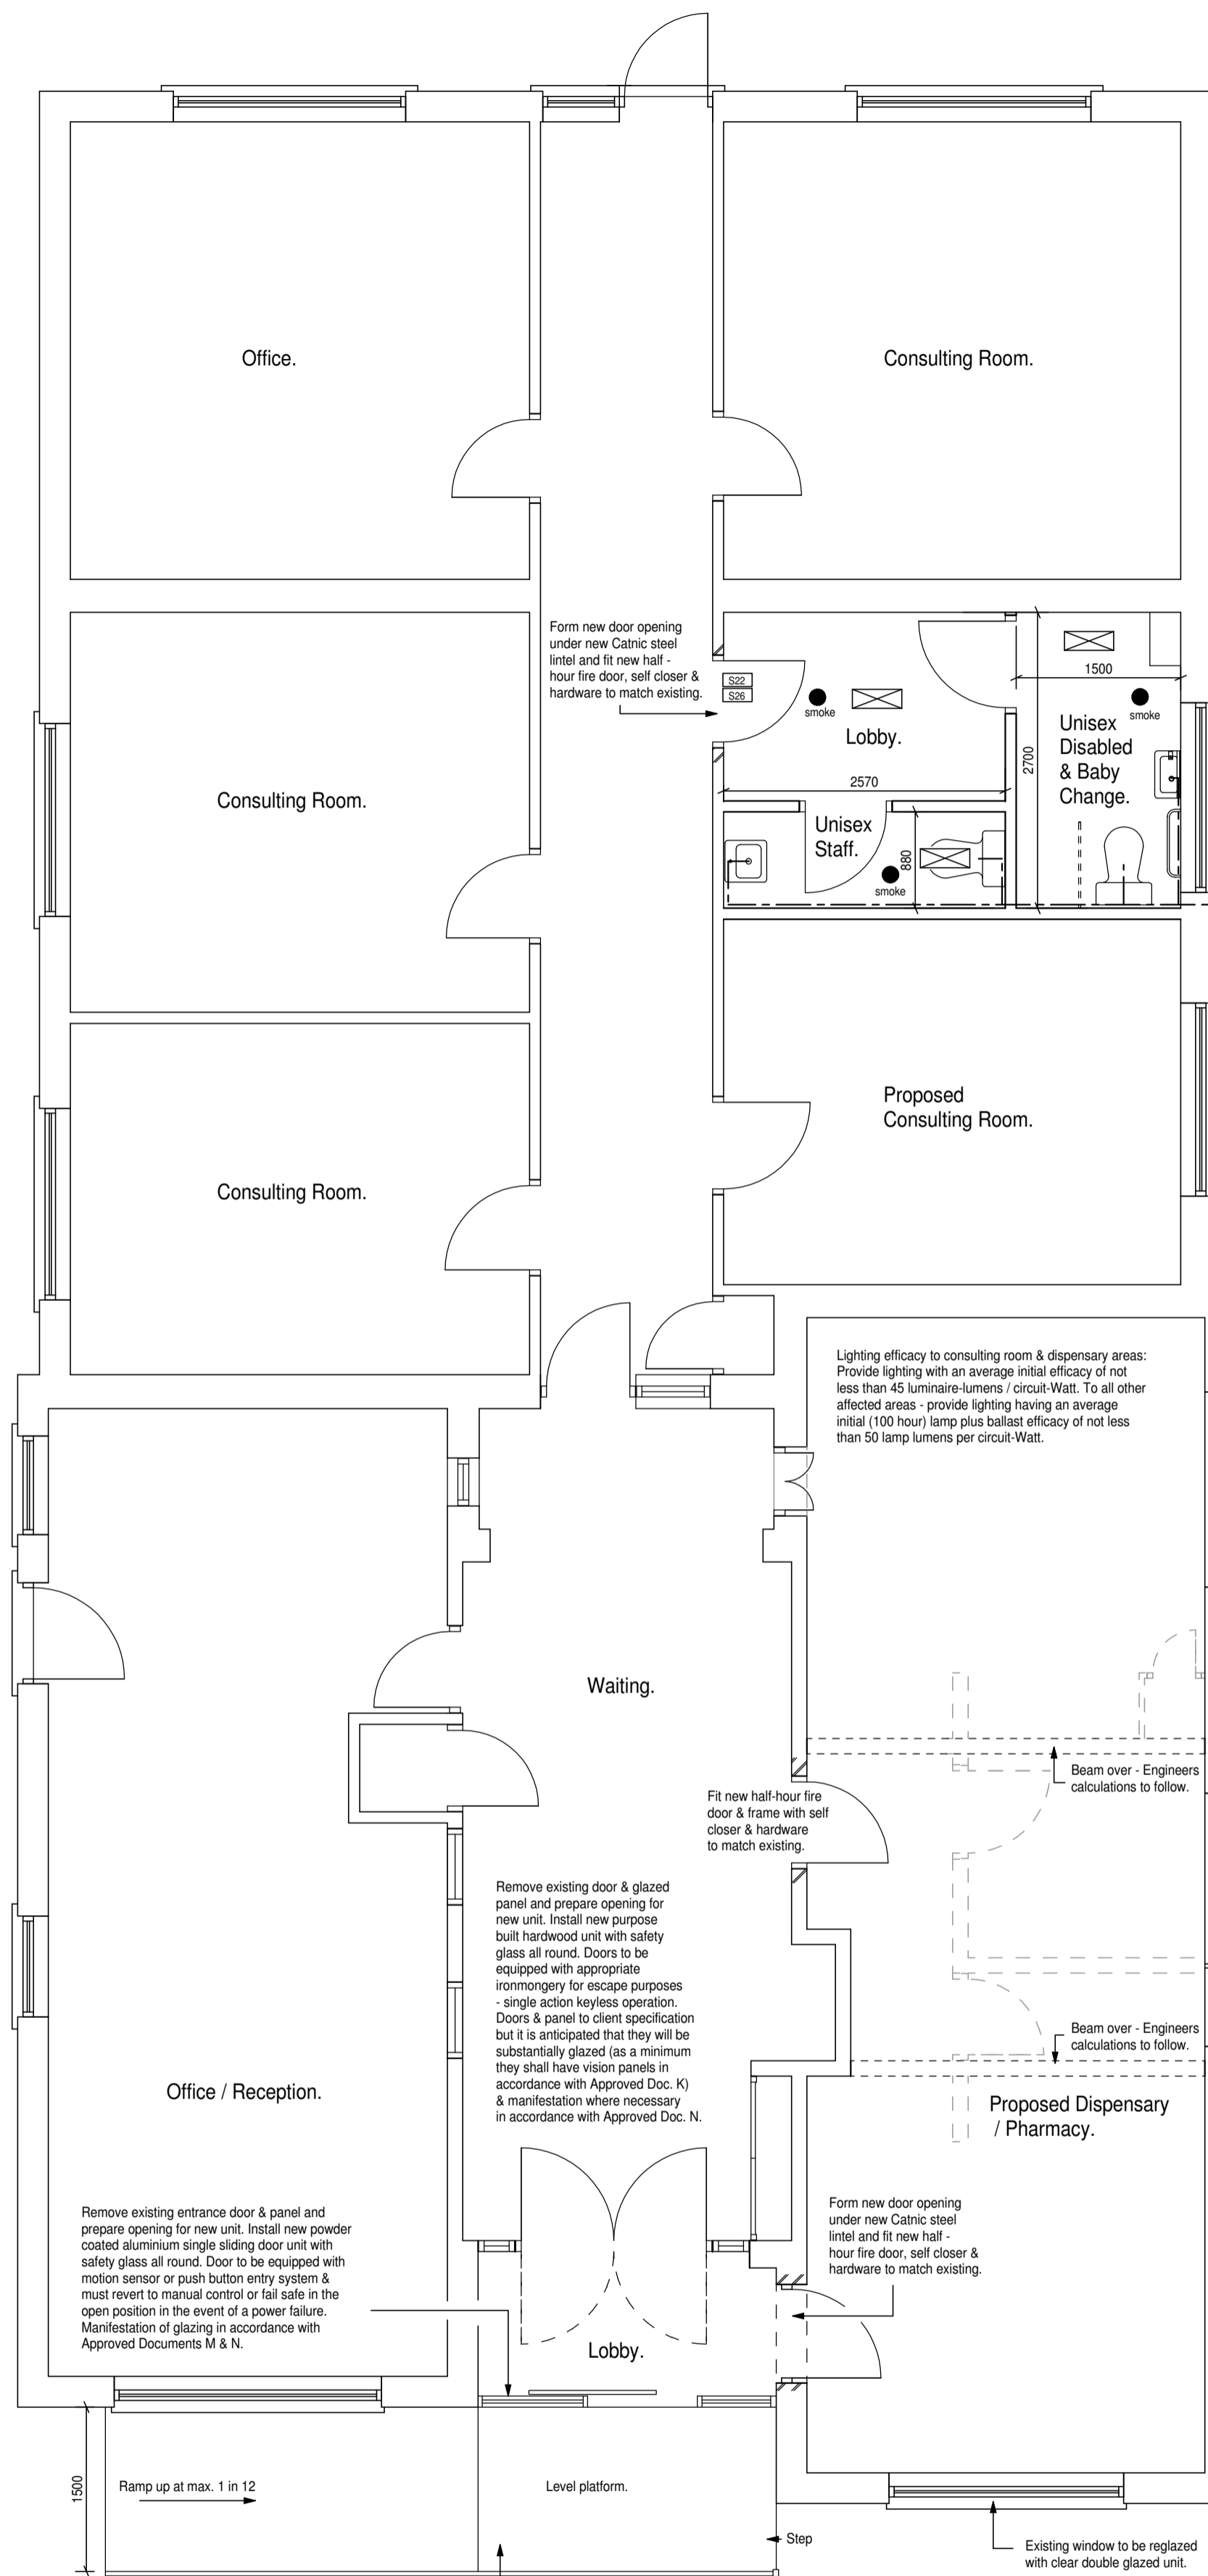 Office.
Consulting Room.
Form new door opening
under new Catnic steel
lintel and fit new half -
hour fire door, self closer &
hardware to match existing.
S22
S26
smoke
Lobby.
2570
1500
smoke
2700
Unisex
Disabled
& Baby
Change.
Unisex
Staff.
880
smoke
Consulting Room.
Proposed
Consulting Room.
Consulting Room.
Lighting efficacy to consulting room & dispensary areas:
Provide lighting with an average initial efficacy of not
less than 45 luminaire-lumens / circuit-Watt. To all other
affected areas - provide lighting having an average
initial (100 hour) lamp plus ballast efficacy of not less
than 50 lamp lumens per circuit-Watt.
Waiting.
Beam over - Engineers
calculations to follow.
Fit new half-hour fire
door & frame with self
closer & hardware
to match existing.
Remove existing door & glazed
panel and prepare opening for
new unit. Install new purpose
built hardwood unit with safety
glass all round. Doors to be
equipped with appropriate
ironmongery for escape purposes
- single action keyless operation.
Doors & panel to client specification
but it is anticipated that they will be
substantially glazed (as a minimum
they shall have vision panels in
accordance with Approved Doc. K)
& manifestation where necessary
in accordance with Approved Doc. N.
Beam over - Engineers
calculations to follow.
Office / Reception.
Proposed Dispensary
/ Pharmacy.
Remove existing entrance door & panel and
prepare opening for new unit. Install new powder
coated aluminium single sliding door unit with
safety glass all round. Door to be equipped with
motion sensor or push button entry system &
must revert to manual control or fail safe in the
open position in the event of a power failure.
Manifestation of glazing in accordance with
Approved Documents M & N.
Form new door opening
under new Catnic steel
lintel and fit new half -
hour fire door, self closer &
hardware to match existing.
Lobby.
1500
Ramp up at max. 1 in 12
Level platform.
Step
Existing window to be reglazed
with clear double glazed unit.